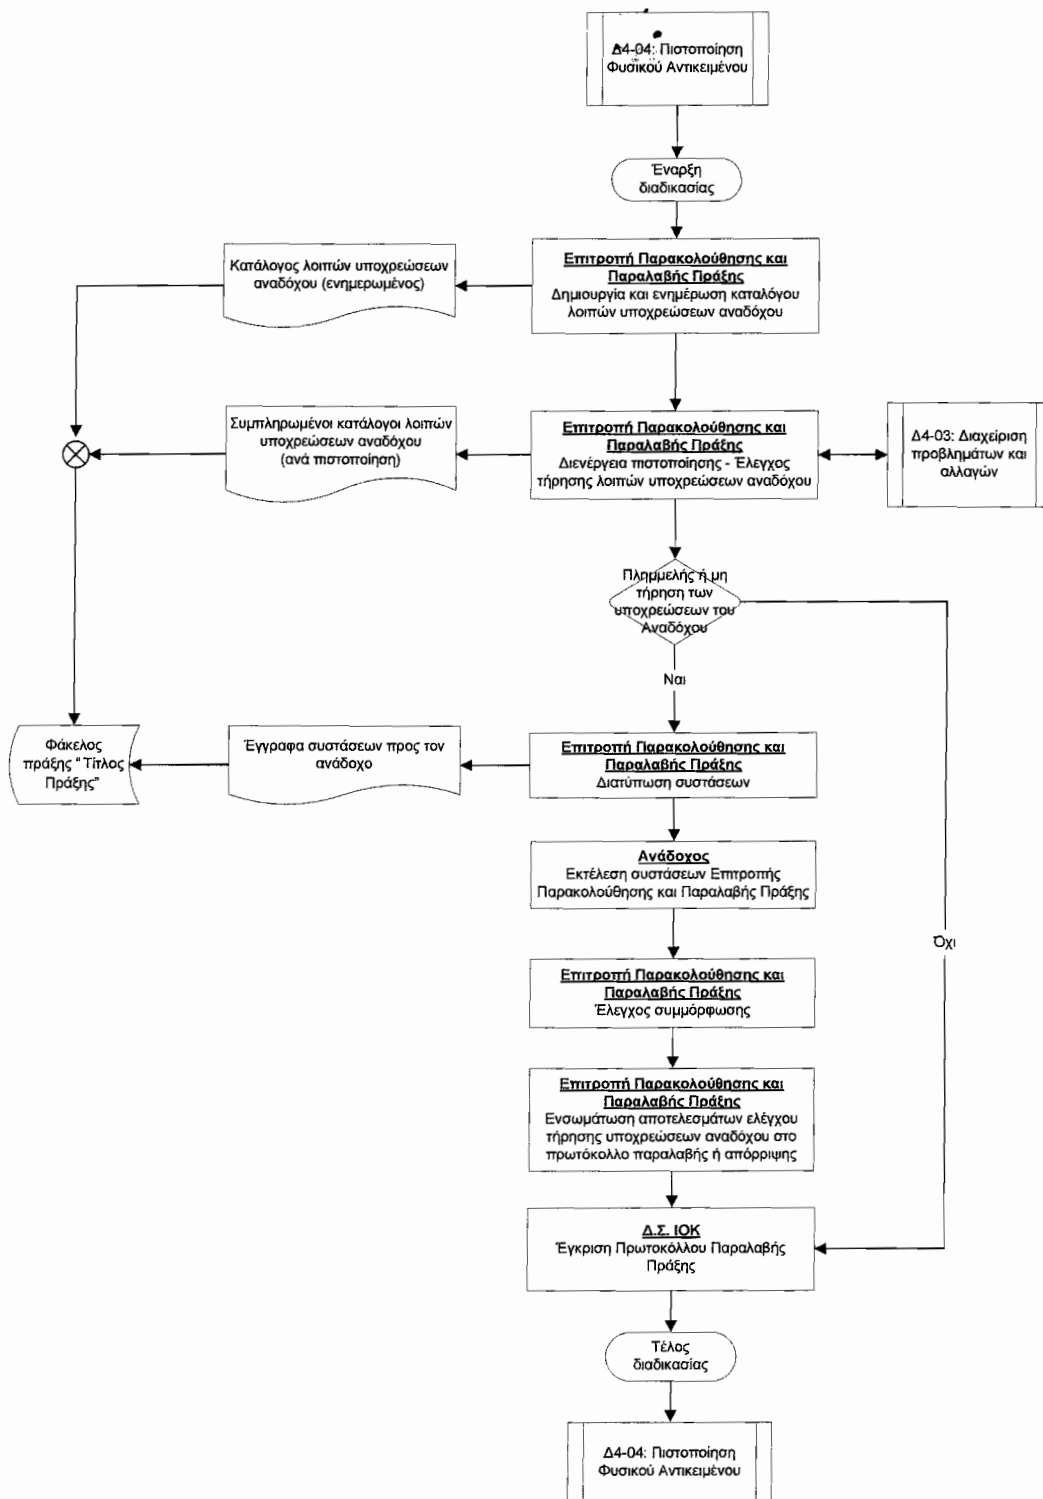 Δ4-04: Πιστοποίηση
Φυσικού Αντικειμένου
Έναρξη
διαδικασίας
Κατάλογος λοιπών υποχρεώσεων
αναδόχου (ενημερωμένος)
Επιτροπή Παρακολούθησης και
Παραλαβής Πράξης
Δημιουργία και ενημέρωση καταλόγου
λοιπών υποχρεώσεων αναδόχου
Συμπληρωμένοι κατάλογοι λοιπών
υποχρεώσεων αναδόχου
(ανά πιστοποίηση)
Επιτροπή Παρακολούθησης και
Παραλαβής Πράξης
Διενέργεια πιστοποίησης - Έλεγχος
τήρησης λοιπών υποχρεώσεων αναδόχου
Δ4-03: Διαχείριση
προβλημάτων και
αλλαγών
Πλημμελής ή μη
τήρηση των
υποχρεώσεων του
Αναδόχου
Ναι
Φάκελος
πράξης “ Τίτλος
Πράξης”
Έγγραφα συστάσεων προς τον
ανάδοχο
Επιτροπή Παρακολούθησης και
Παραλαβής Πράξης
Διατύπωση συστάσεων
Ανάδοχος
Εκτέλεση συστάσεων Επιτροπής
Παρακολούθησης και Παραλαβής Πράξης
Όχι
Επιτροπή Παρακολούθησης και
Παραλαβής Πράξης
Έλεγχος συμμόρφωσης
Επιτροπή Παρακολούθησης και
Παραλαβής Πράξης
Ενσωμάτωση αποτελεσμάτων ελέγχου
τήρησης υποχρεώσεων αναδόχου στο
πρωτόκολλο παραλαβής ή απόρριψης
Δ.Σ. ΙΟΚ
Έγκριση Πρωτοκόλλου Παραλαβής
Πράξης
Τέλος
διαδικασίας
Δ4-04: Πιστοποίηση
Φυσικού Αντικειμένου